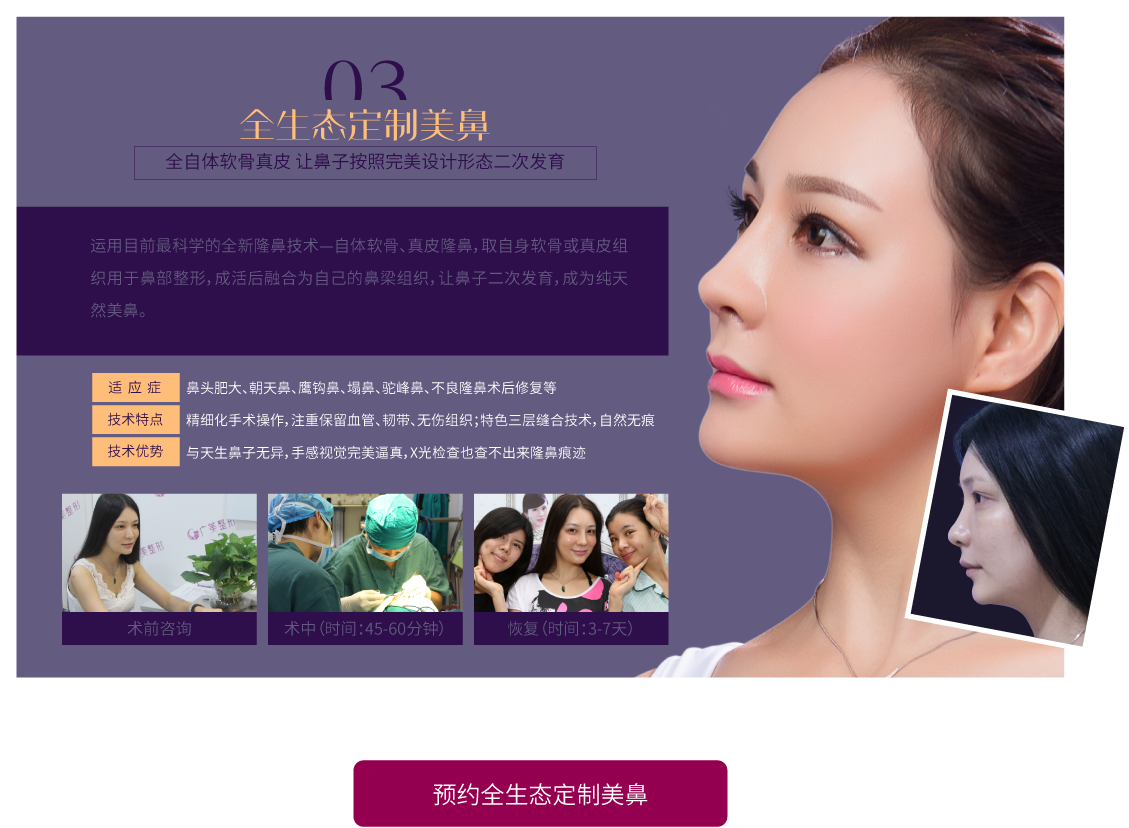 03
全生态定制美鼻
全自体软骨真皮 让鼻子按照完美设计形态二次发育
运用目前最科学的全新隆鼻技术—自体软骨、真皮隆鼻，取自身软骨或真皮组
织用于鼻部整形，成活后融合为自己的鼻梁组织，让鼻子二次发育，成为纯天
然美鼻。
适 应 症 鼻头肥大、朝天鼻、鹰钩鼻、塌鼻、驼峰鼻、不良隆鼻术后修复等
技术特点 精细化手术操作，注重保留血管、韧带、无伤组织；特色三层缝合技术，自然无痕
技术优势 与天生鼻子无异，手感视觉完美逼真，X光检查也查不出来隆鼻痕迹
整形
广美整形
美整形
术前咨询
术中（时间：45-60分钟）
恢复（时间：3-7天）
预约全生态定制美鼻